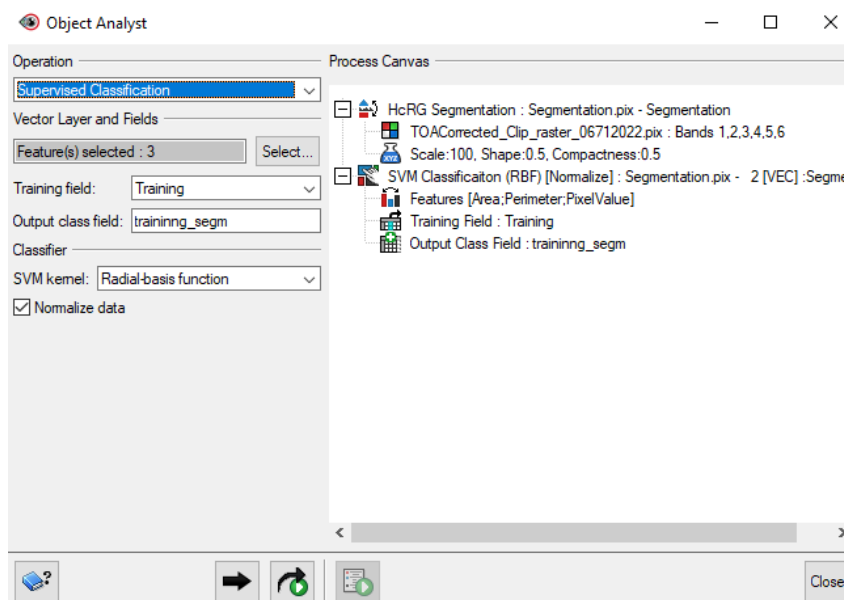 Object Analyst
Operation
Supervised Classification
Vector Layer and Fields
Feature(s) selected : 3
Select...
Training field:
Training
Output class field:
traininng_segm
Classifier
SVM kernel:
Radial-basis function
Normalize data
Process Canvas
HcRG Segmentation : Segmentation.pix - Segmentation
TOACorrected_Clip_raster_06712022.pix : Bands 1,2,3,4,5,6
XYZ
Scale:100, Shape:0.5, Compactness:0.5
SVM Classificaiton (RBF) [Normalize] : Segmentation.pix - 2 [VEC] :Segme
Features [Area;Perimeter;PixelValue]
Training Field : Training
Output Class Field : traininng_segm
?
Close